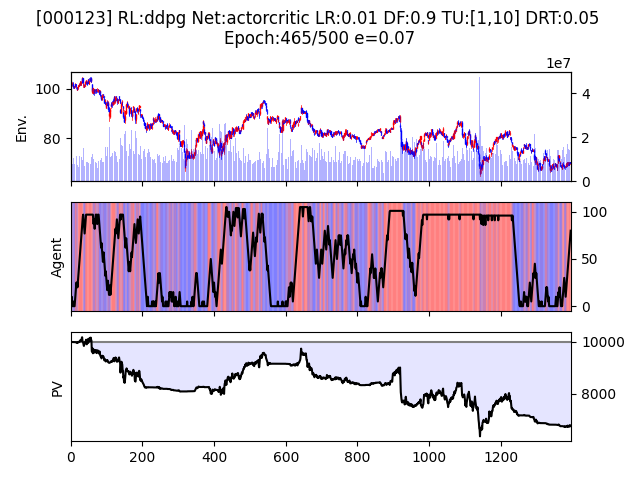 [000123] RL:ddpg Net:actorcritic LR:0.01 DF:0.9 TU:[1,10] DRT:0.05
Epoch:465/500 e=0.07
1e7
100
80
Env.
4
2
0
Agent
100
50
0
PV
10000
8000
0
200
400
600
800
1000
1200